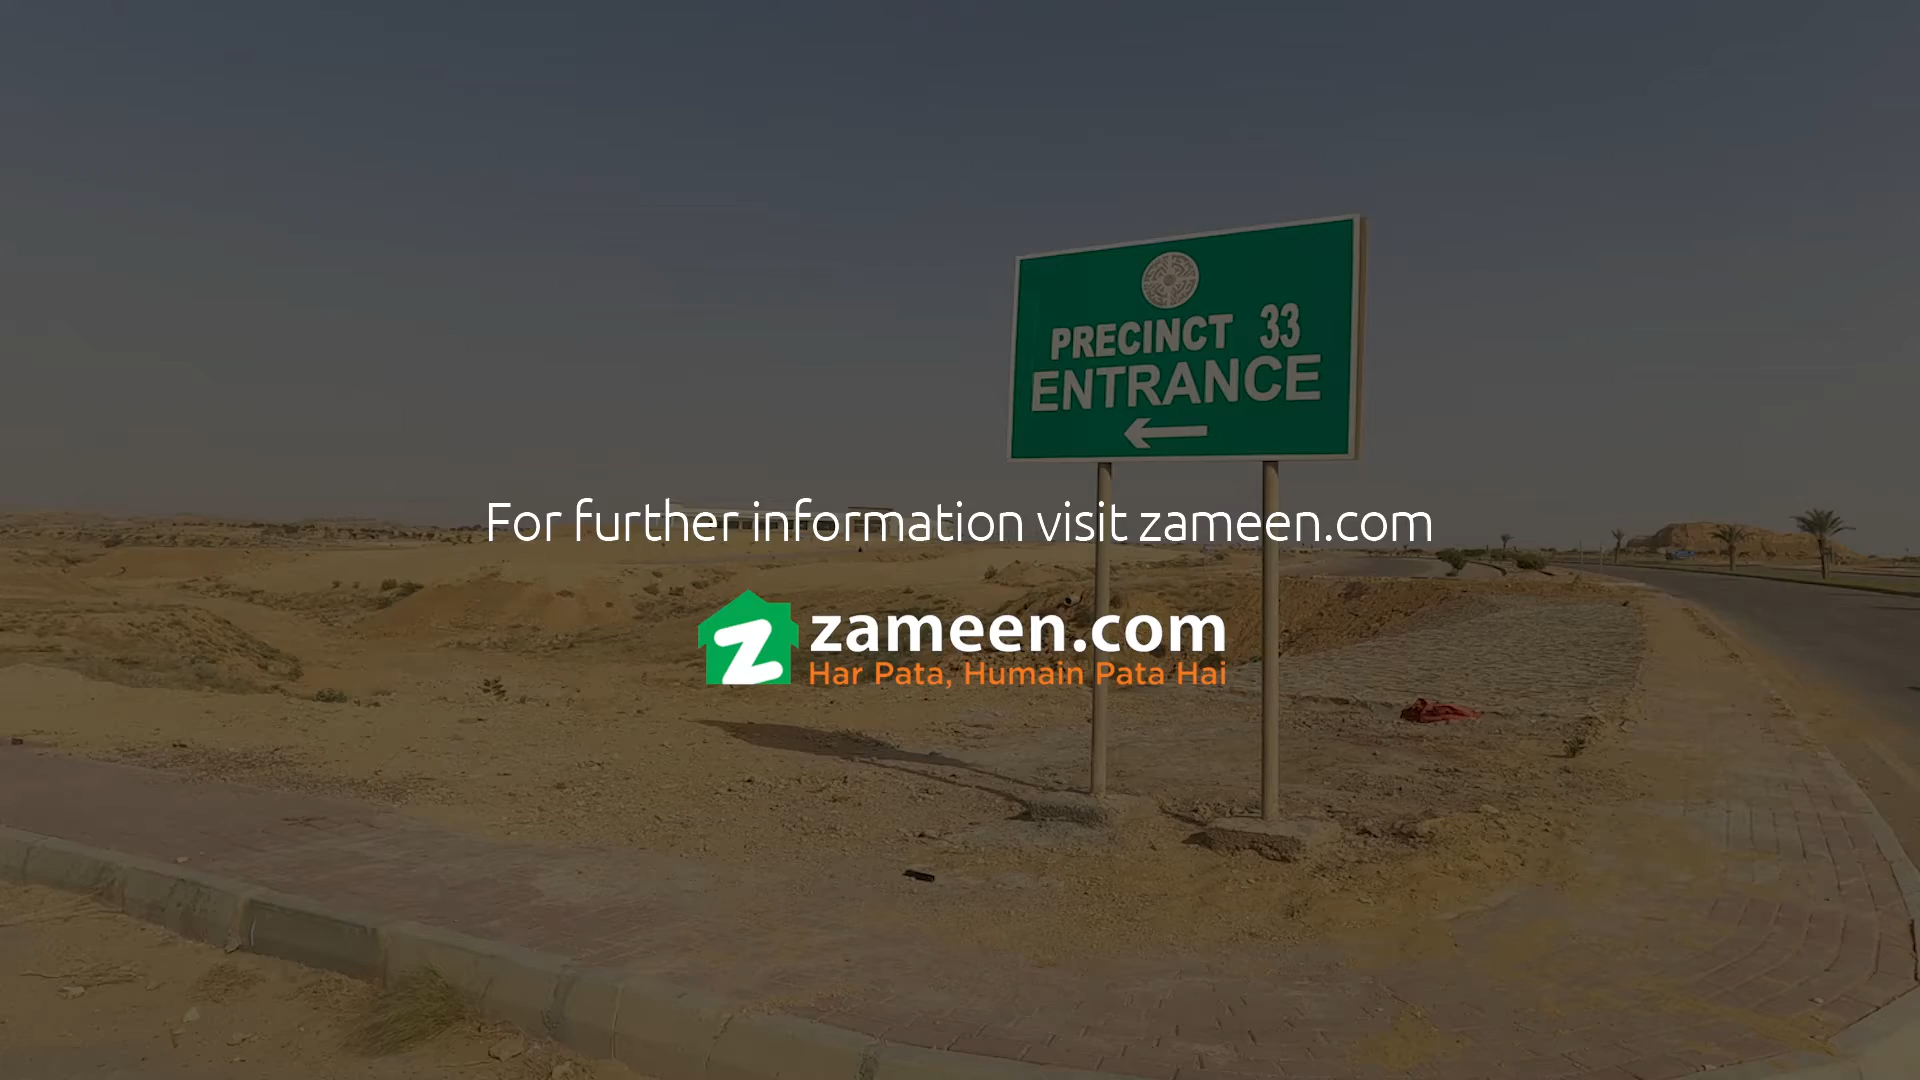 PRECINCT 33
ENTRANCE
For further information visit zameen.com
zameen.com
Har Pata, Humain Pata Hai